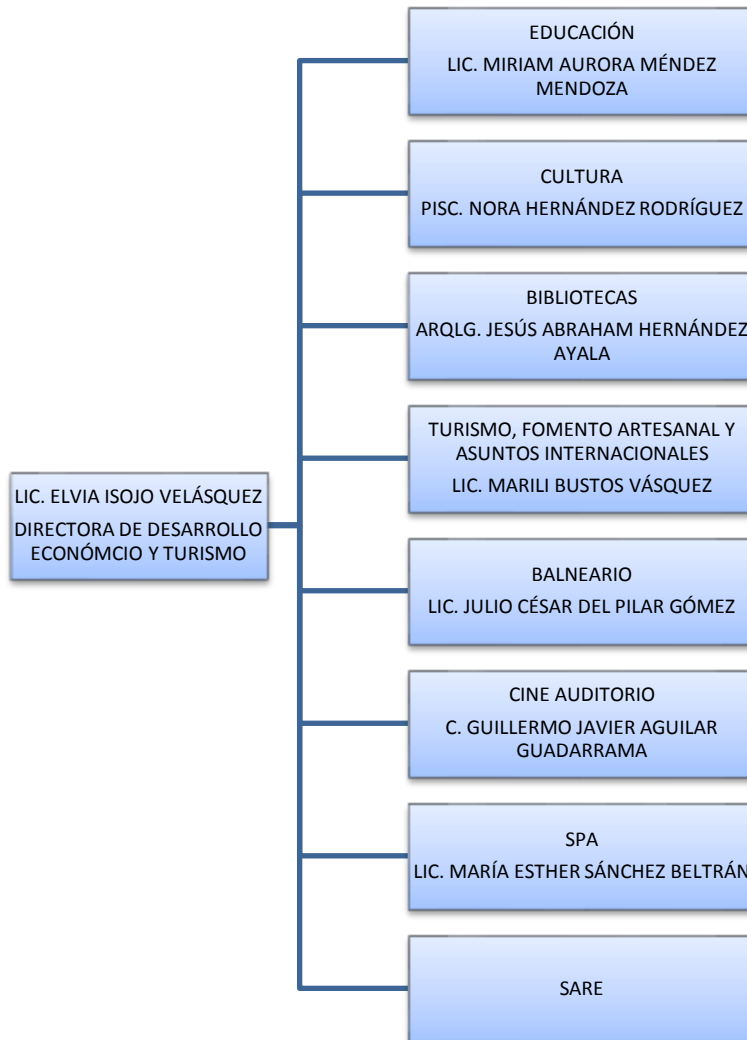 EDUCACIÓN
LIC. MIRIAM AURORA MÉNDEZ
MENDOZA
CULTURA
PISC. NORA HERNÁNDEZ RODRÍGUEZ
BIBLIOTECAS
ARQLG. JESÚS ABRAHAM HERNÁNDEZ
AYALA
TURISMO, FOMENTO ARTESANAL Y
ASUNTOS INTERNACIONALES
LIC. MARILI BUSTOS VÁSQUEZ
LIC. ELVIA ISOJO VELÁSQUEZ
DIRECTORA DE DESARROLLO
ECONÓMCIO Y TURISMO
BALNEARIO
LIC. JULIO CÉSAR DEL PILAR GÓMEZ
CINE AUDITORIO
C. GUILLERMO JAVIER AGUILAR
GUADARRAMA
SPA
LIC. MARÍA ESTHER SÁNCHEZ BELTRÁN
SARE